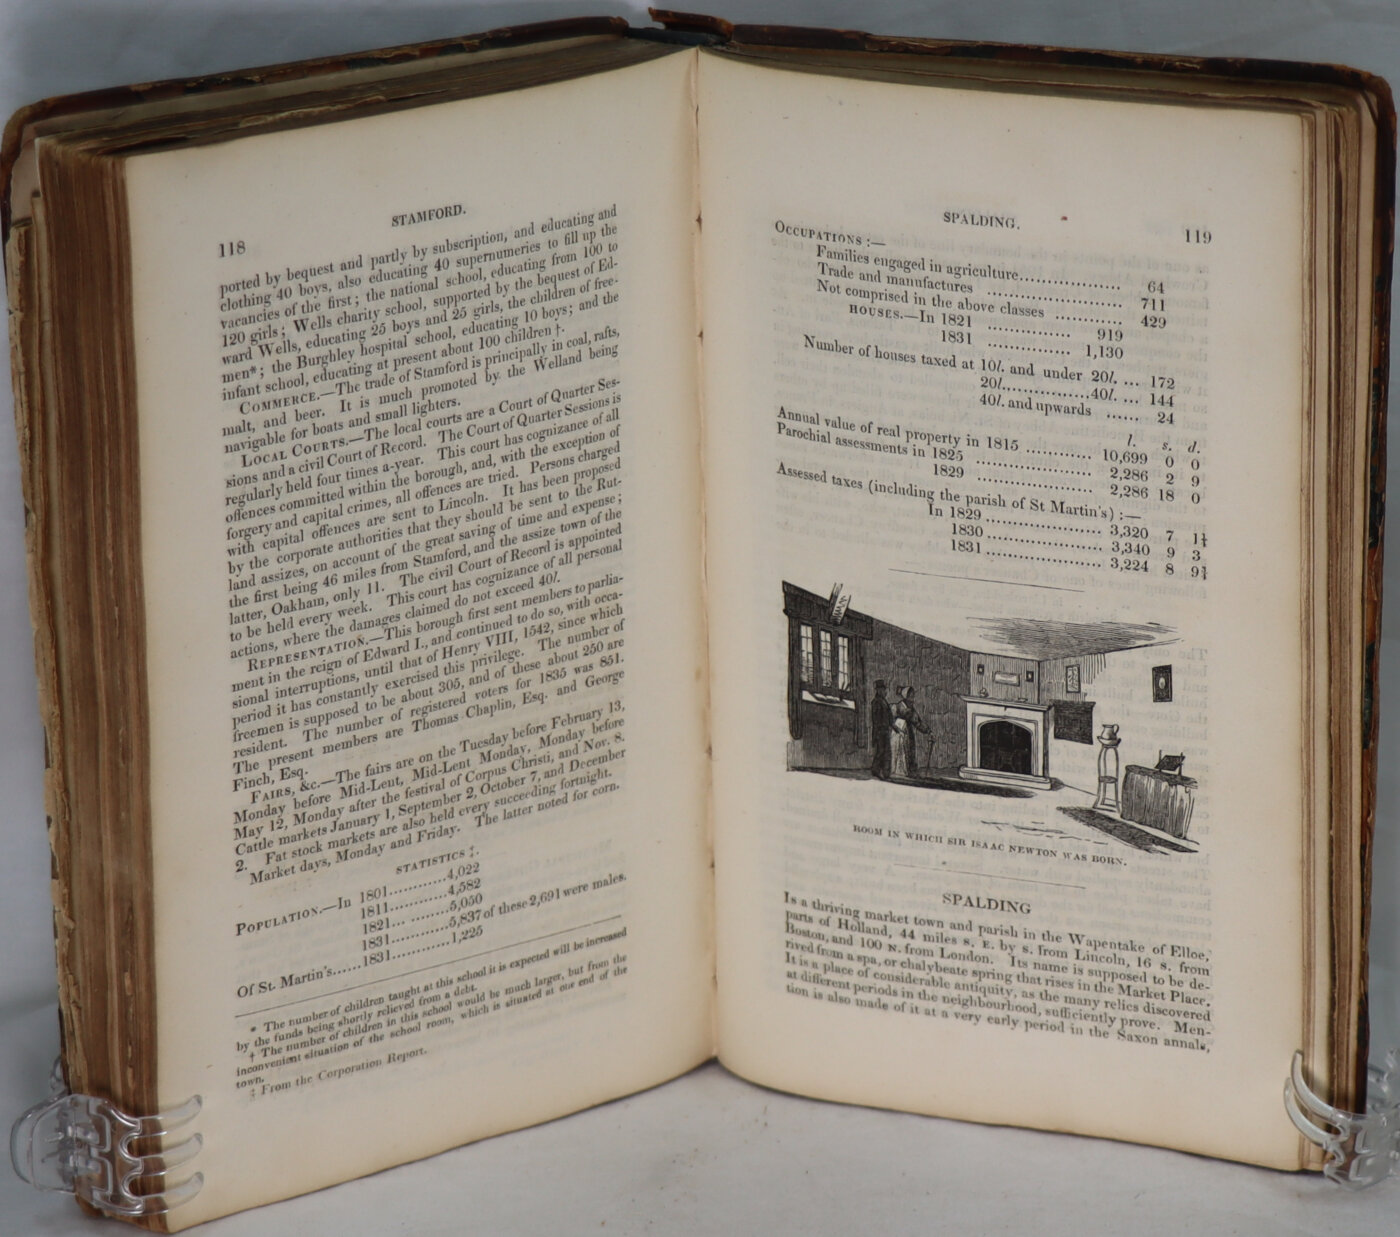 118
STAMFORD.
ported by bequest and partly by subscription, and educating and
clothing 40 boys, also educating 40 supernumeries to fill up the
vacancies of the first; the national school, educating from 100 to
120 girls; Wells charity school, supported by the bequest of Ed-
ward Wells, educating 25 boys and 25 girls, the children of free-
men*; the Burghley hospital school, educating 10 boys; and the
infant school, educating at present about 100 children †.
COMMERCE.—The trade of Stamford is principally in coal, rafts,
malt, and beer. It is much promoted by the Welland being
navigable for boats and small lighters.
LOCAL COURTS.—The local courts are a Court of Quarter Ses-
sions and a civil Court of Record. The Court of Quarter Sessions is
regularly held four times a-year. This court has cognizance of all
offences committed within the borough, and, with the exception of
forgery and capital crimes, all offences are tried. Persons charged
with capital offences are sent to Lincoln. It has been proposed
by the corporate authorities that they should be sent to the Rut-
land assizes, on account of the great saving of time and expense;
the first being 46 miles from Stamford, and the assize town of the
latter, Oakham, only 11. The civil Court of Record is appointed
to be held every week. This court has cognizance of all personal
actions, where the damages claimed do not exceed 40l.
REPRESENTATION.—This borough first sent members to parlia-
ment in the reign of Edward I., and continued to do so, with occa-
sional interruptions, until that of Henry VIII, 1542, since which
period it has constantly exercised this privilege. The number of
freemen is supposed to be about 305, and of these about 250 are
resident. The number of registered voters for 1835 was 851.
The present members are Thomas Chaplin, Esq. and George
Finch, Esq.
FAIRS, &c.—The fairs are on the Tuesday before February 13,
Monday before Mid-Lent, Mid-Lent Monday, Monday before
May 12, Monday after the festival of Corpus Christi, and Nov. 8.
Cattle markets January 1, September 2, October 7, and December
2. Fat stock markets are also held every succeeding fortnight.
Market days, Monday and Friday. The latter noted for corn.
STATISTICS ‡.
POPULATION.—In 1801............4,022
1811............4,582
1821............5,050
1831............5,837 of these 2,691 were males.
Of St. Martin's......1831............1,225
* The number of children taught at this school it is expected will be increased
by the funds being shortly relieved from a debt.
† The number of children in this school would be much larger, but from the
inconvenient situation of the school room, which is situated at one end of the
town.
‡ From the Corporation Report.
SPALDING.
119
OCCUPATIONS:—
Families engaged in agriculture.................. 64
Trade and manufactures ........................ 711
Not comprised in the above classes ............ 429
HOUSES.—In 1821 ............... 919
1831 ............... 1,130
Number of houses taxed at 10l. and under 20l. ... 172
20l................40l. ... 144
40l. and upwards ...... 24
l. s. d.
Annual value of real property in 1815 ............ 10,699 0 0
Parochial assessments in 1825 ..................... 2,286 2 9
1829 ..................... 2,286 18 0
Assessed taxes (including the parish of St Martin's):—
In 1829..................... 3,320 7 1¼
1830..................... 3,340 9 3
1831..................... 3,224 8 9¾
ROOM IN WHICH SIR ISAAC NEWTON WAS BORN.
SPALDING
Is a thriving market town and parish in the Wapentake of Elloe,
parts of Holland, 44 miles S. E. by S. from Lincoln, 16 S. from
Boston, and 100 N. from London. Its name is supposed to be de-
rived from a spa, or chalybeate spring that rises in the Market Place.
It is a place of considerable antiquity, as the many relics discovered
at different periods in the neighbourhood, sufficiently prove. Men-
tion is also made of it at a very early period in the Saxon annals,